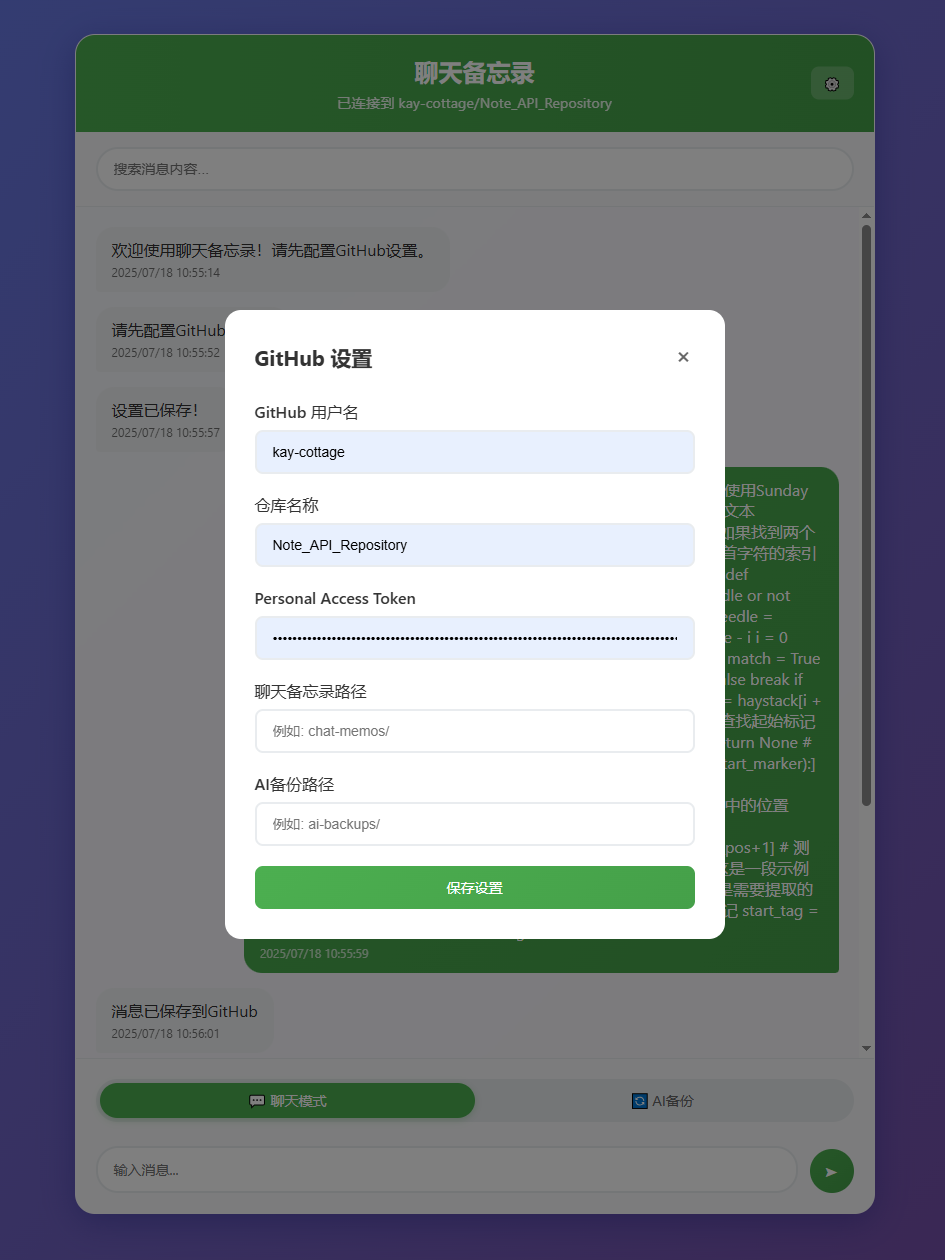 聊天备忘录
已连接到 kay-cottage/Note_API_Repository
搜索消息内容...
欢迎使用聊天备忘录！请先配置GitHub设置。
2025/07/18 10:55:14
请先配置GitHub
2025/07/18 10:55:52
设置已保存！
2025/07/18 10:55:57
GitHub 设置
×
GitHub 用户名
kay-cottage
仓库名称
Note_API_Repository
Personal Access Token
聊天备忘录路径
例如: chat-memos/
AI备份路径
例如: ai-backups/
保存设置
使用Sunday
文本
如果找到两个
首字符的索引
def
dle or not
eedle =
e - i i = 0
match = True
lse break if
= haystack[i +
查找起始标记
turn None #
tart_marker):]
中的位置
pos+1] # 测
这是一段示例
是需要提取的
记 start_tag =
2025/07/18 10:55:59
消息已保存到GitHub
2025/07/18 10:56:01
聊天模式
AI备份
输入消息...